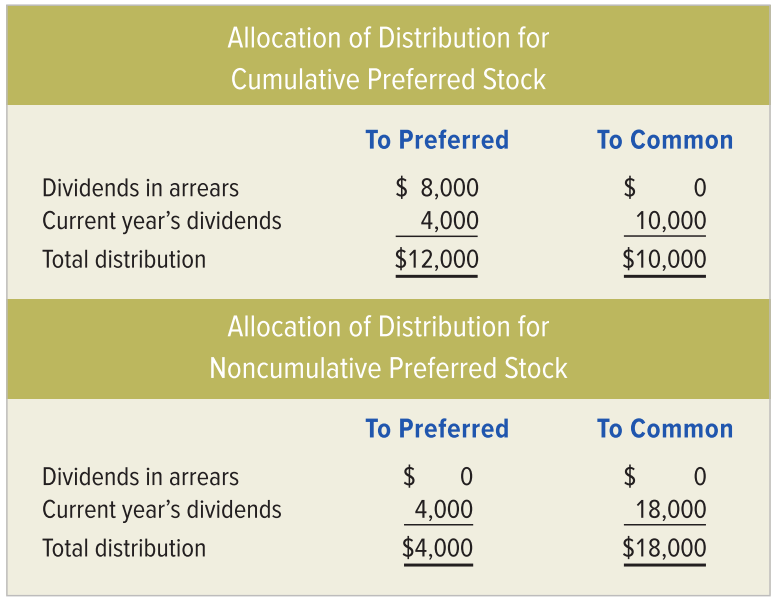 Allocation of Distribution for
Cumulative Preferred Stock
To Preferred To Common
Dividends in arrears $ 8,000 $ 0
Current year’s dividends 4,000 10,000
Total distribution $12,000 $10,000
Allocation of Distribution for
Noncumulative Preferred Stock
To Preferred To Common
Dividends in arrears $ 0 $ 0
Current year’s dividends 4,000 18,000
Total distribution $4,000 $18,000